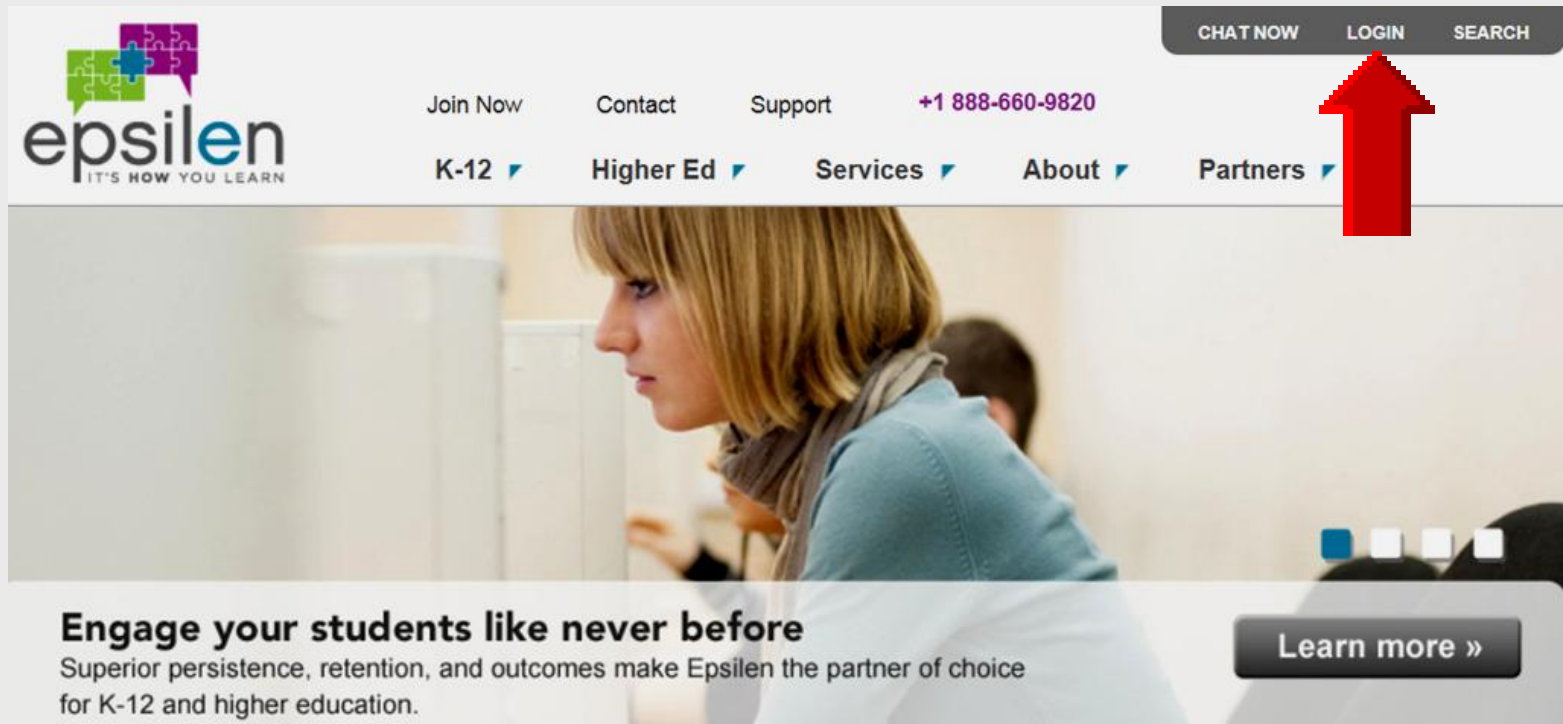 CHAT NOW LOGIN SEARCH
epsilen
IT'S HOW YOU LEARN
Join Now Contact Support +1 888-660-9820
K-12 Higher Ed Services About Partners
Engage your students like never before
Superior persistence, retention, and outcomes make Epsilen the partner of choice
for K-12 and higher education.
Learn more »